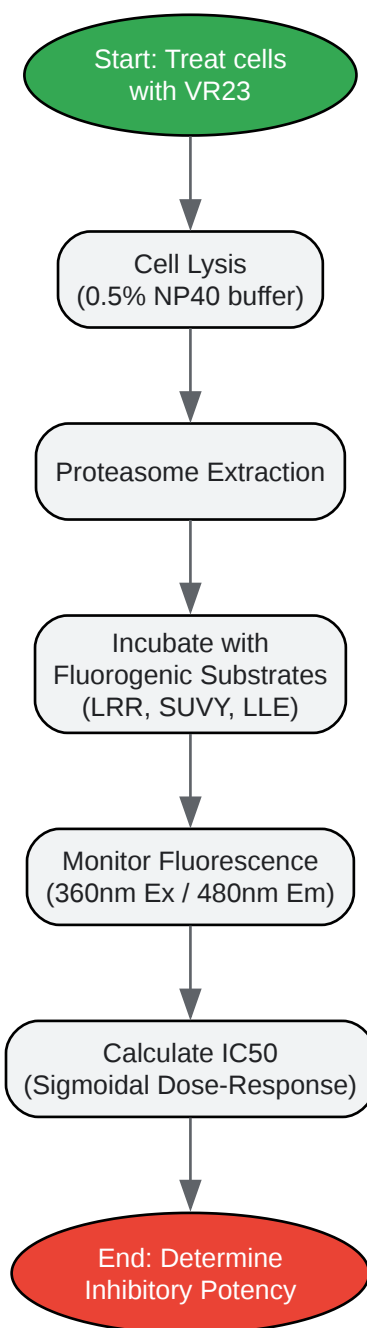 Start: Treat cells
with VR23
Cell Lysis
(0.5% NP40 buffer)
Proteasome Extraction
Incubate with
Fluorogenic Substrates
(LRR, SUVY, LLE)
Monitor Fluorescence
(360nm Ex / 480nm Em)
Calculate IC50
(Sigmoidal Dose-Response)
End: Determine
Inhibitory Potency